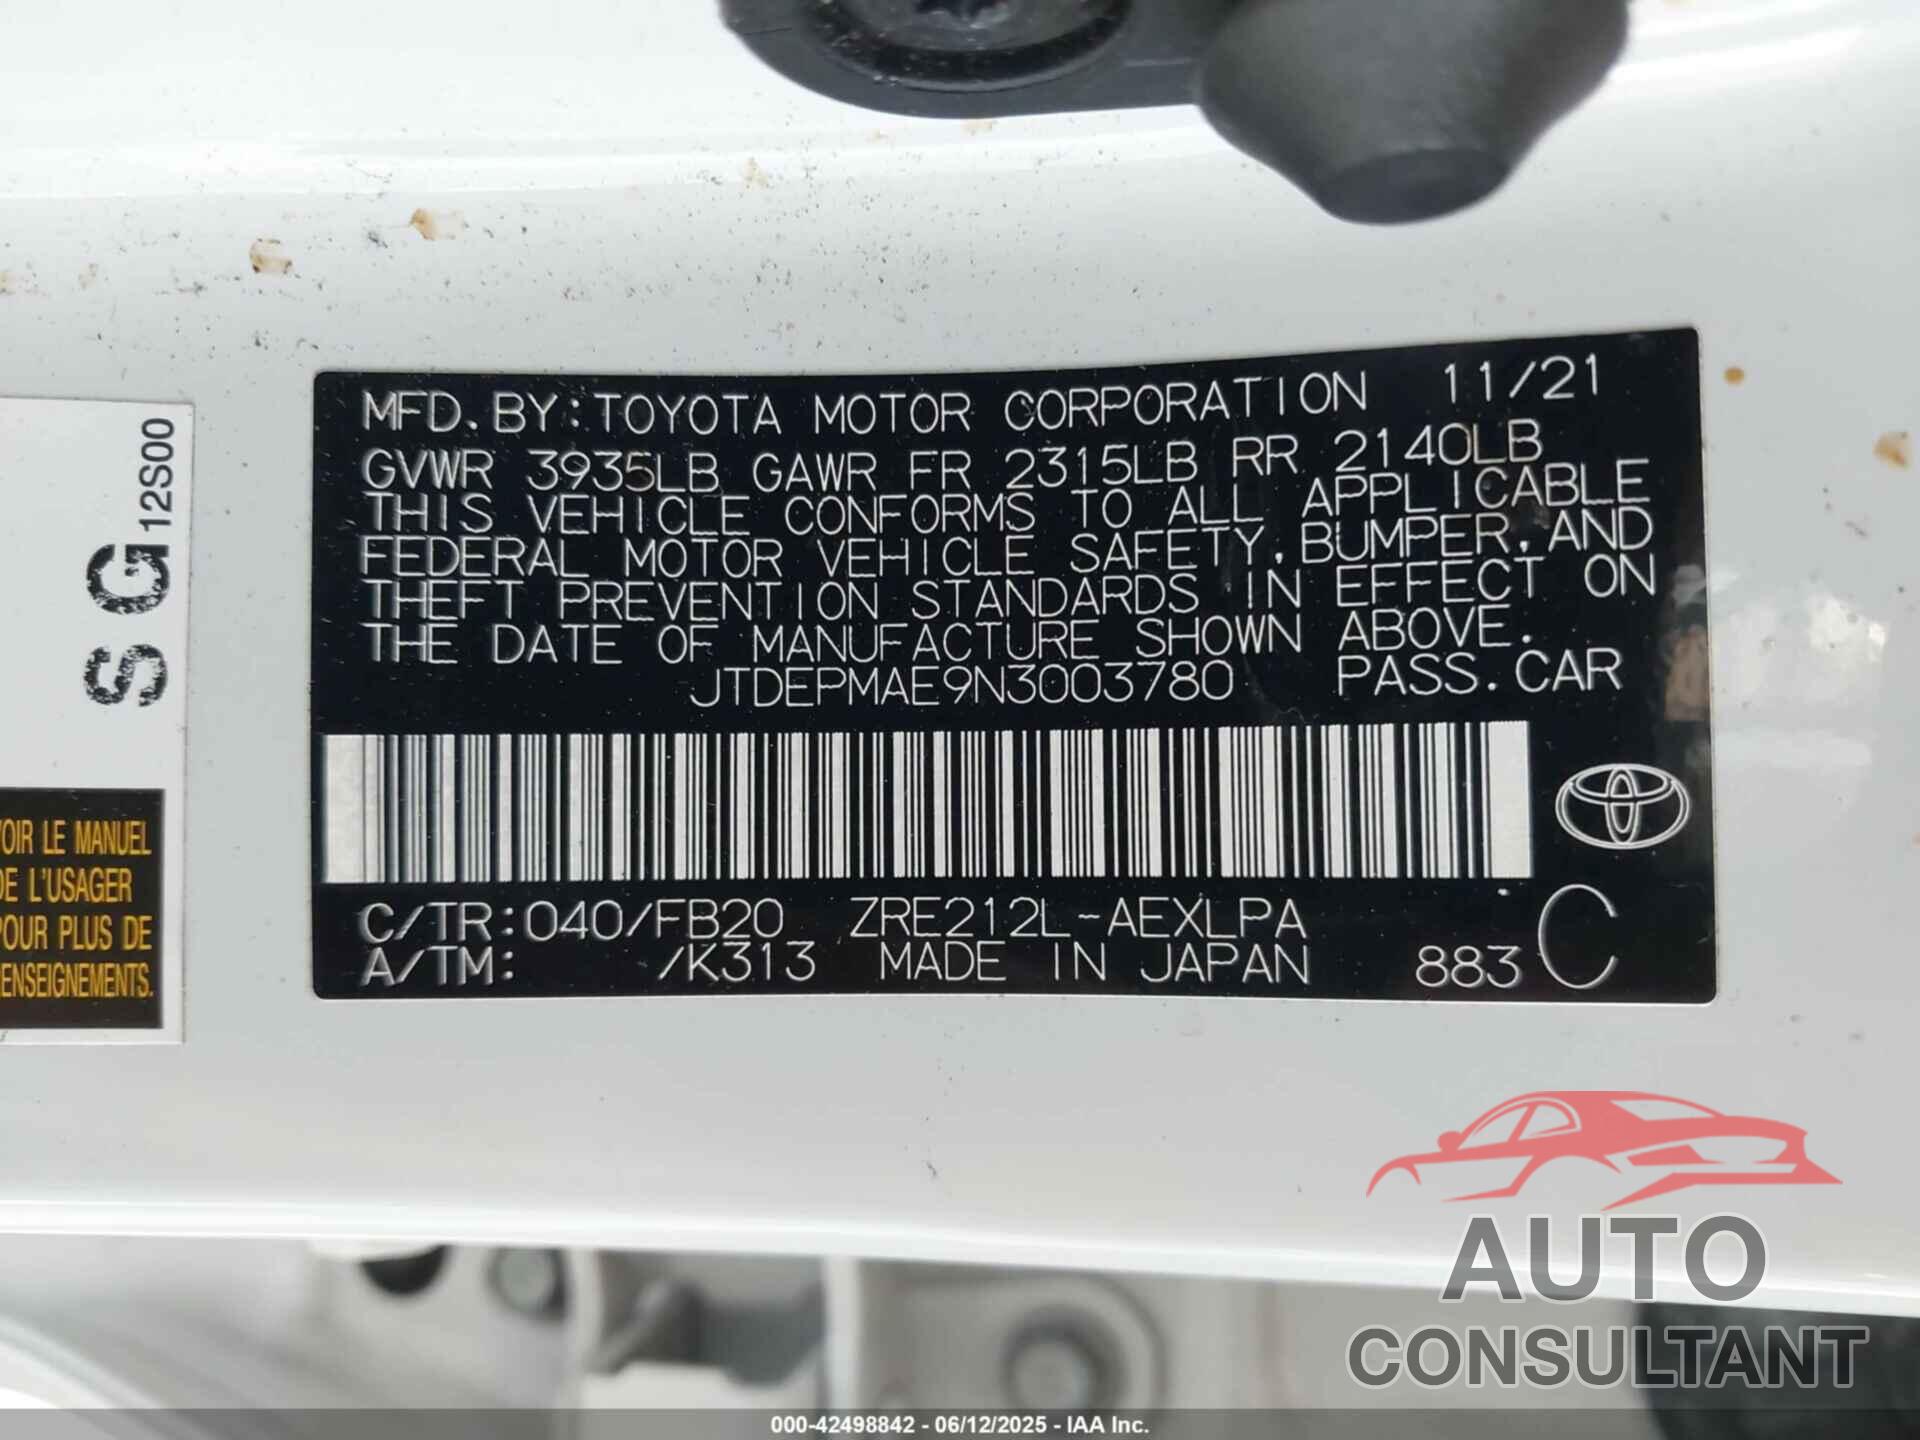 MFD. BY: TOYOTA MOTOR CORPORATION 11/21
GVWR 3935LB GAWR FR 2315LB RR 2140LB
THIS VEHICLE CONFORMS TO ALL APPLICABLE
FEDERAL MOTOR VEHICLE SAFETY, BUMPER, AND
THEFT PREVENTION STANDARDS IN EFFECT ON
THE DATE OF MANUFACTURE SHOWN ABOVE.
JTDEPMAE9N3003780 PASS. CAR
C/TR: 040/FB20 ZRE212L-AEXLPA
A/TM: /K313 MADE IN JAPAN 883 C
S G 12S00
VOIR LE MANUEL
DE L'USAGER
POUR PLUS DE
RENSEIGNEMENTS.
AUTO
CONSULTANT
000-42498842 - 06/12/2025 - IAA Inc.